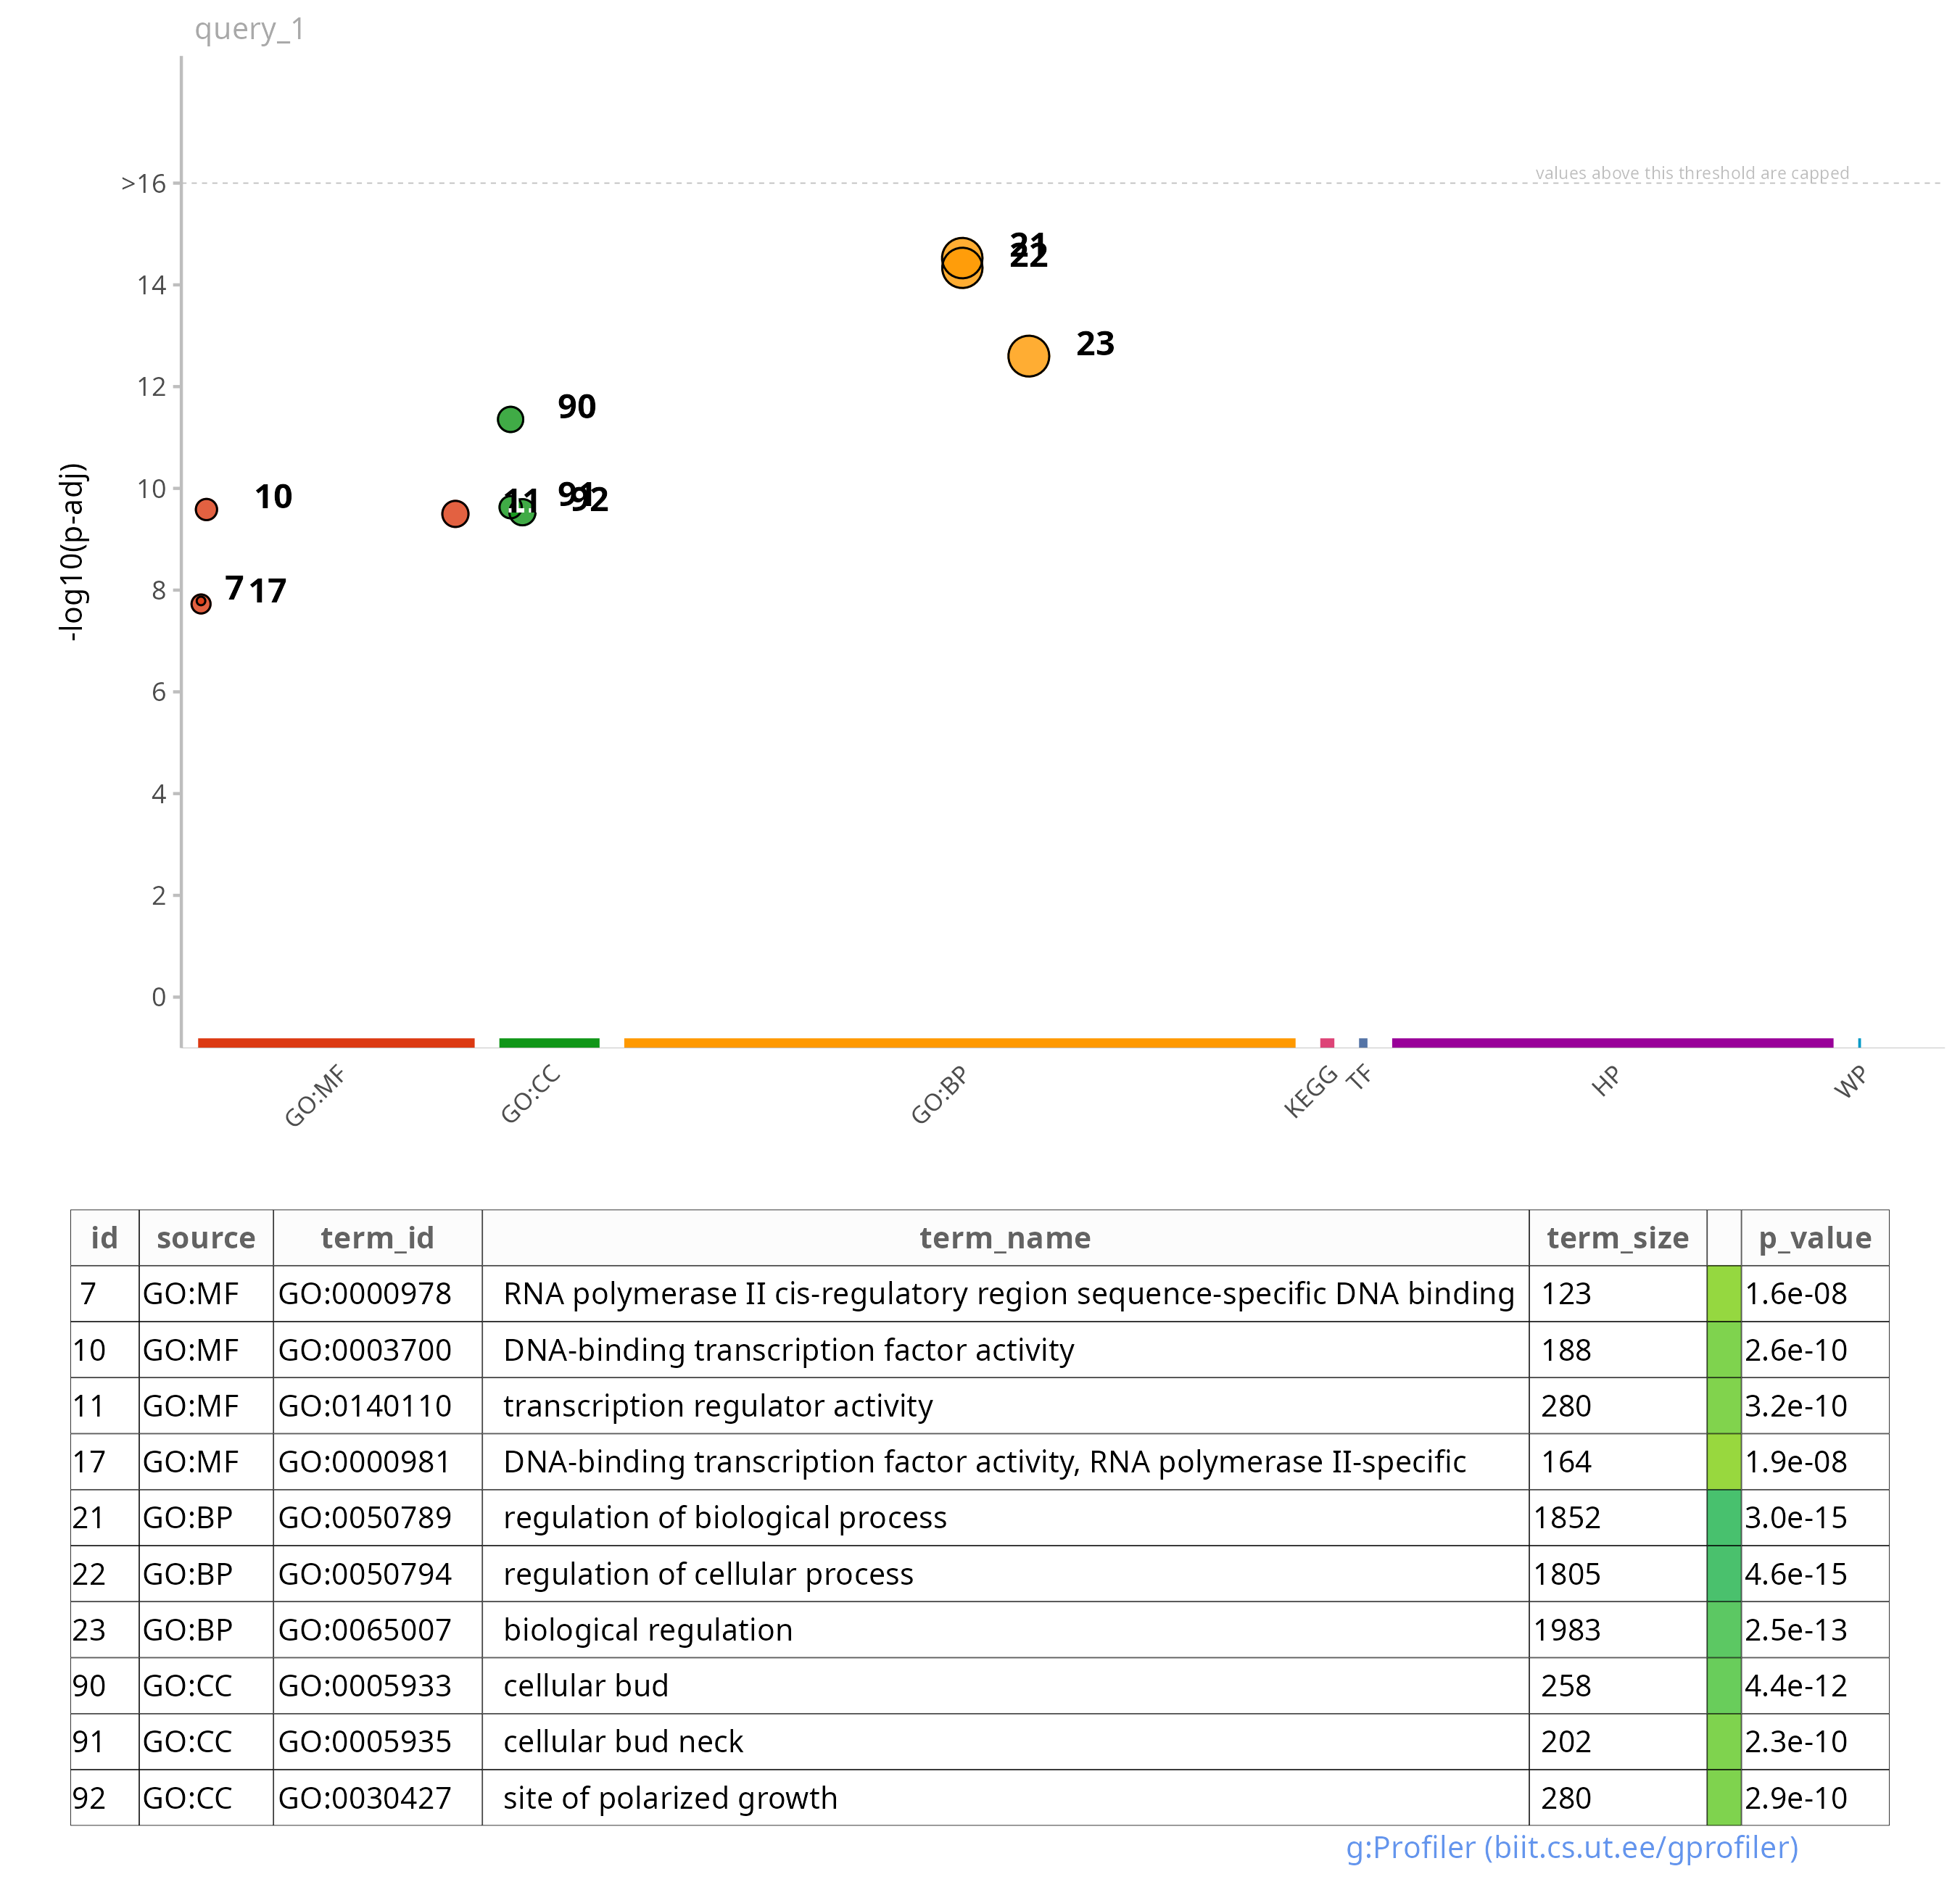 query_1
>16
values above this threshold are capped
21
22
14
23
12
90
10
10
11
91
92
8
7
17
6
4
2
0
-log10(p-adj)
GO:MF
GO:CC
GO:BP
KEGG
TF
HP
WP
id source term_id term_name term_size p_value
7 GO:MF GO:0000978 RNA polymerase II cis-regulatory region sequence-specific DNA binding 123 1.6e-08
10 GO:MF GO:0003700 DNA-binding transcription factor activity 188 2.6e-10
11 GO:MF GO:0140110 transcription regulator activity 280 3.2e-10
17 GO:MF GO:0000981 DNA-binding transcription factor activity, RNA polymerase II-specific 164 1.9e-08
21 GO:BP GO:0050789 regulation of biological process 1852 3.0e-15
22 GO:BP GO:0050794 regulation of cellular process 1805 4.6e-15
23 GO:BP GO:0065007 biological regulation 1983 2.5e-13
90 GO:CC GO:0005933 cellular bud 258 4.4e-12
91 GO:CC GO:0005935 cellular bud neck 202 2.3e-10
92 GO:CC GO:0030427 site of polarized growth 280 2.9e-10
g:Profiler (biit.cs.ut.ee/gprofiler)